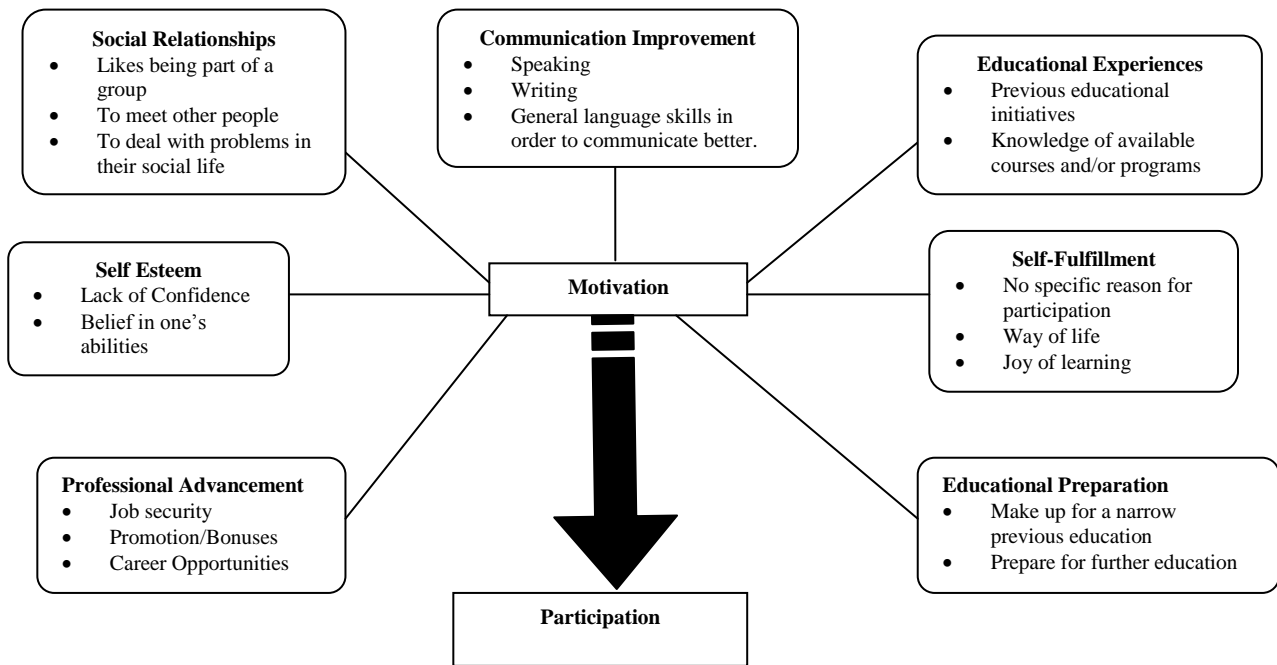 Social Relationships
• Likes being part of a
group
• To meet other people
• To deal with problems in
their social life
Communication Improvement
• Speaking
• Writing
• General language skills in
order to communicate better.
Educational Experiences
• Previous educational
initiatives
• Knowledge of available
courses and/or programs
Self Esteem
• Lack of Confidence
• Belief in one’s
abilities
Motivation
Self-Fulfillment
• No specific reason for
participation
• Way of life
• Joy of learning
Professional Advancement
• Job security
• Promotion/Bonuses
• Career Opportunities
Educational Preparation
• Make up for a narrow
previous education
• Prepare for further education
Participation